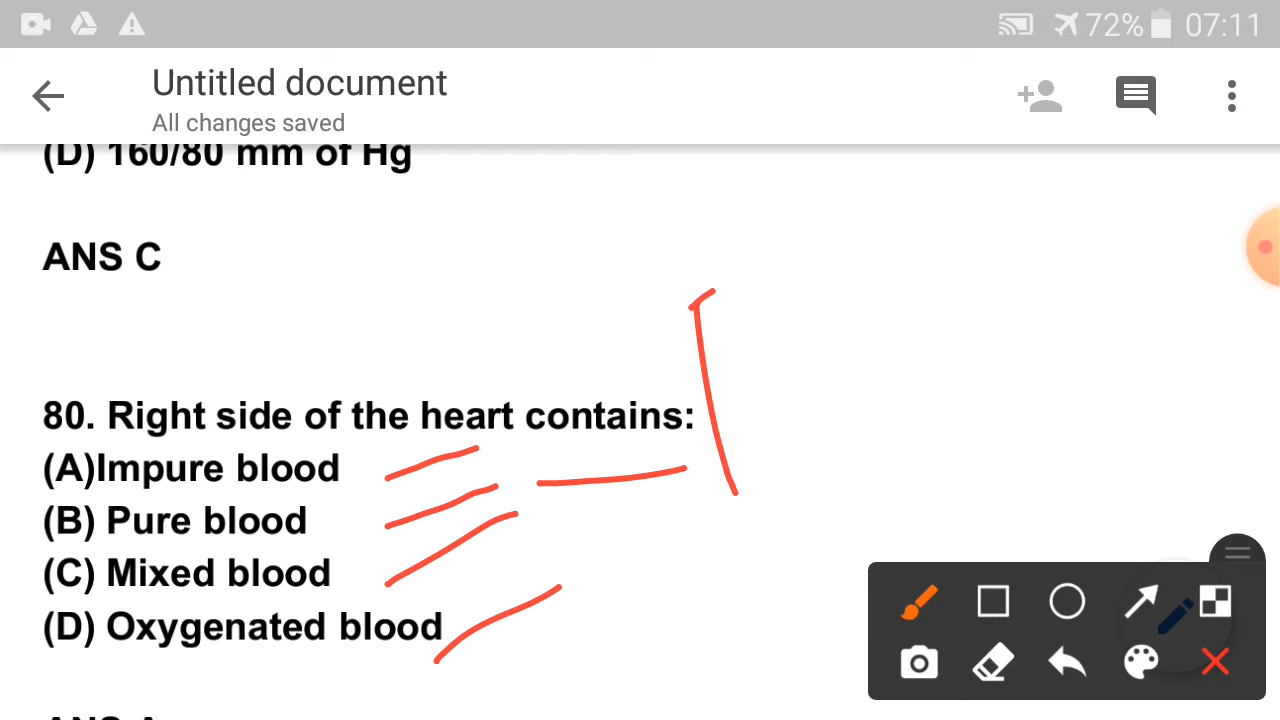 72% 07:11
Untitled document
All changes saved
(D) 160/80 mm of Hg
ANS C
80. Right side of the heart contains:
(A)Impure blood
(B) Pure blood
(C) Mixed blood
(D) Oxygenated blood
ANS A